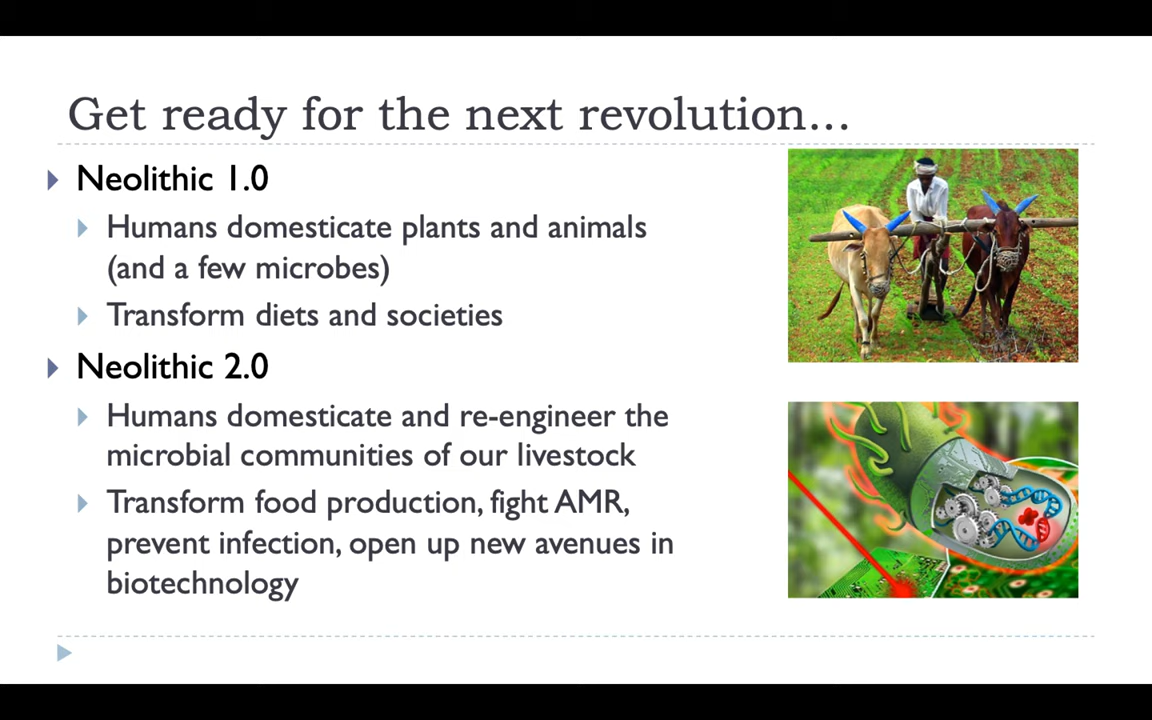 Get ready for the next revolution...
Neolithic 1.0
Humans domesticate plants and animals
(and a few microbes)
Transform diets and societies
Neolithic 2.0
Humans domesticate and re-engineer the
microbial communities of our livestock
Transform food production, fight AMR,
prevent infection, open up new avenues in
biotechnology